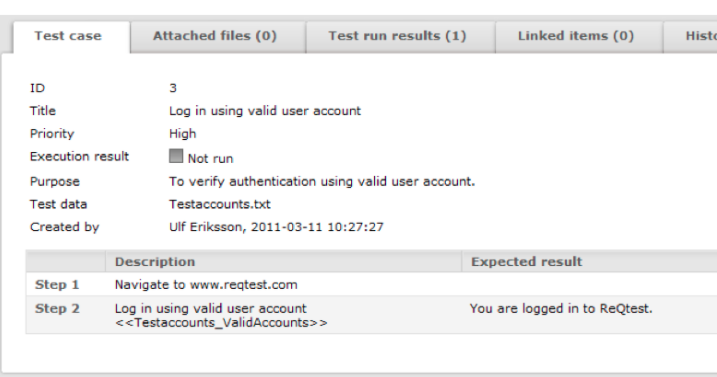 Test case Attached files (0) Test run results (1) Linked items (0) Histo
ID 3
Title Log in using valid user account
Priority High
Execution result Not run
Purpose To verify authentication using valid user account.
Test data Testaccounts.txt
Created by Ulf Eriksson, 2011-03-11 10:27:27
Description Expected result
Step 1 Navigate to www.reqtest.com
Step 2 Log in using valid user account You are logged in to ReQtest.
<<Testaccounts_ValidAccounts>>